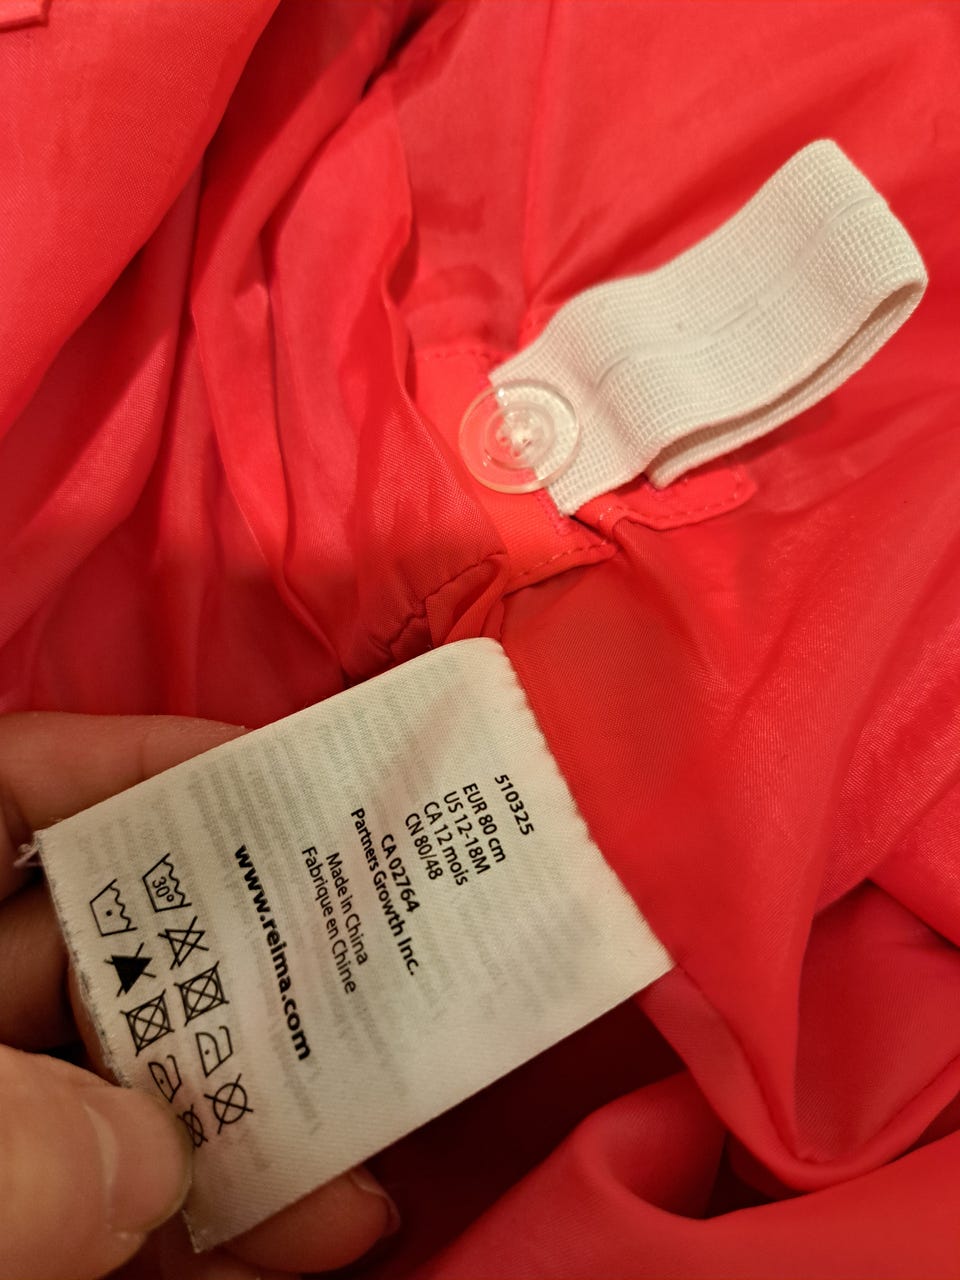 510325
EUR 80 cm
US 12-18M
CA 12 mois
CN 80/48
CA 02764
Partners Growth Inc.
Made in China
Fabrique en Chine
www.reima.com
30°